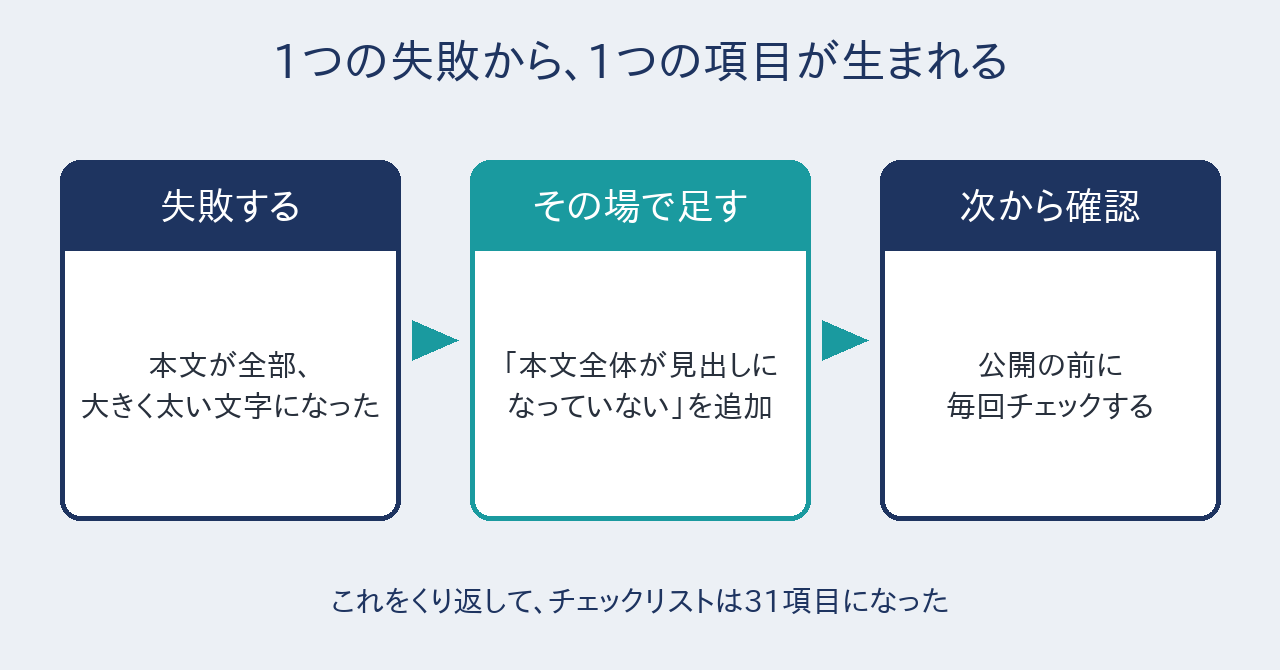 1つの失敗から、1つの項目が生まれる
失敗する
本文が全部、
大きく太い文字になった
その場で足す
「本文全体が見出しに
なっていない」を追加
次から確認
公開の前に
毎回チェックする
これをくり返して、チェックリストは31項目になった